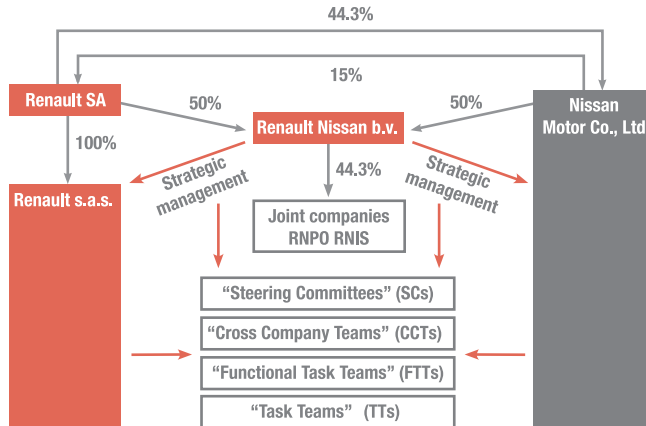 44.3%
15%
Renault SA
50%
50%
Nissan
Motor Co., Ltd
Renault Nissan b.v.
100%
44.3%
Strategic
management
Strategic
management
Renault s.a.s.
Joint companies
RNPO RNIS
“Steering Committees” (SCs)
“Cross Company Teams” (CCTs)
“Functional Task Teams” (FTTs)
“Task Teams” (TTs)